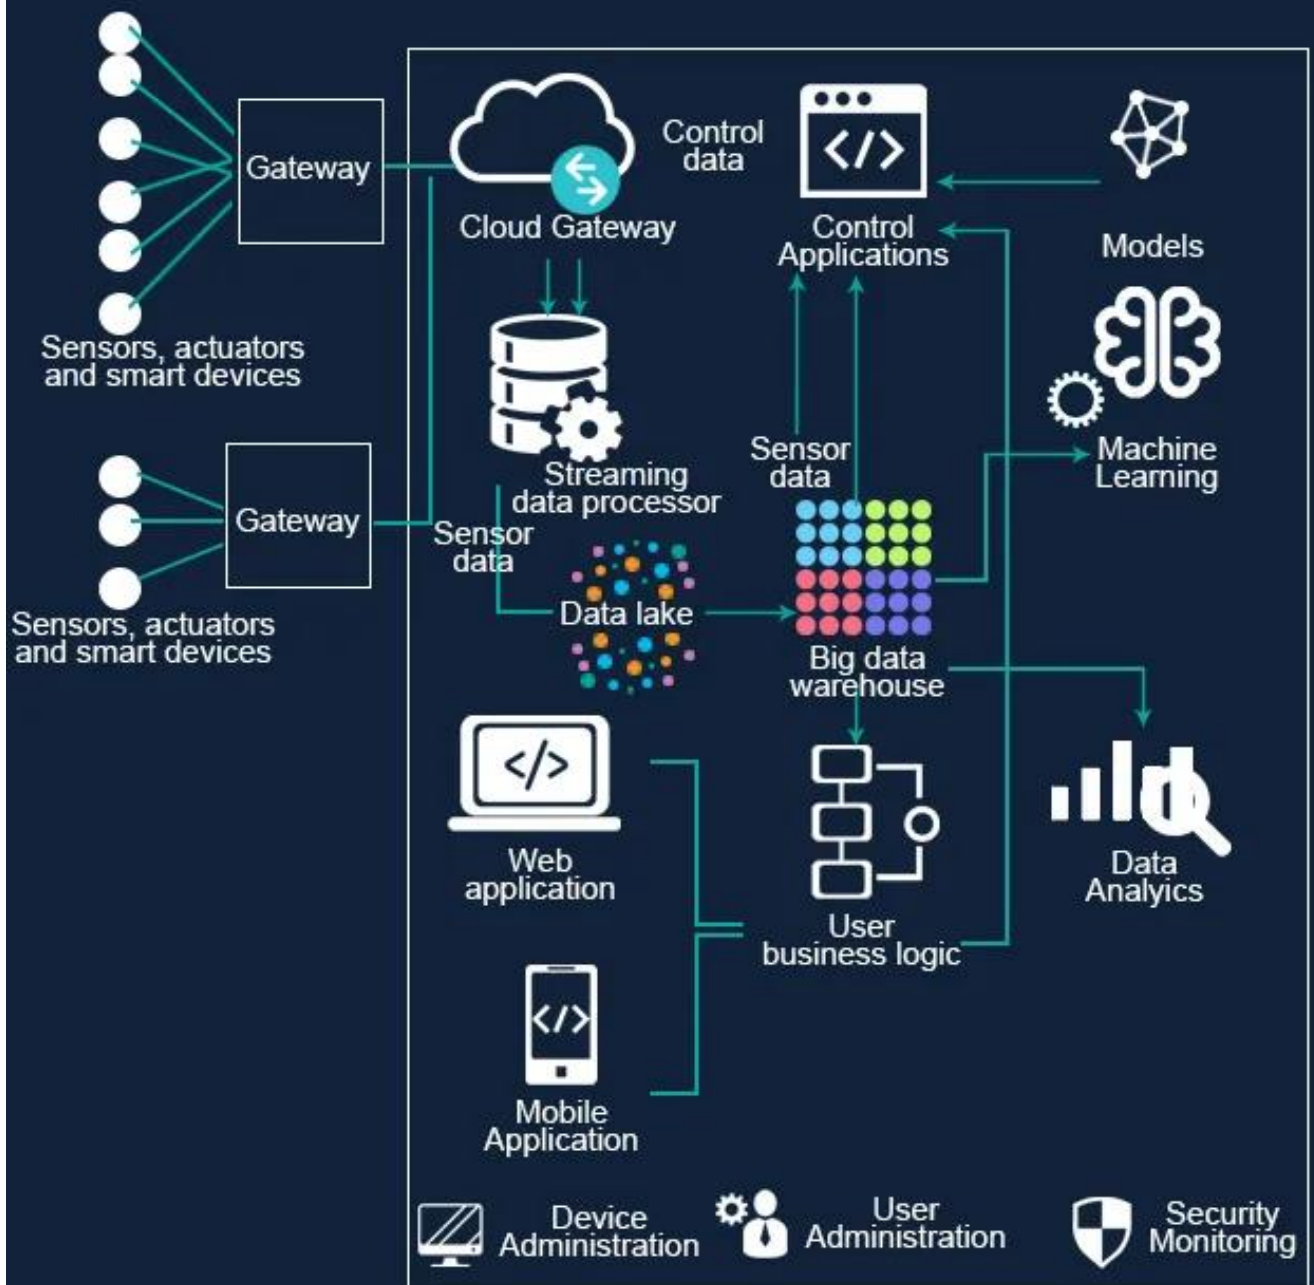 Gateway
Sensors, actuators
and smart devices
Gateway
Sensors, actuators
and smart devices
Cloud Gateway
Control
data
</>
Control
Applications
Models
Streaming
data processor
Sensor
data
Sensor
data
Machine
Learning
Data lake
Big data
warehouse
</>
Web
application
User
business logic
Data
Analyics
</>
Mobile
Application
Device
Administration
User
Administration
Security
Monitoring